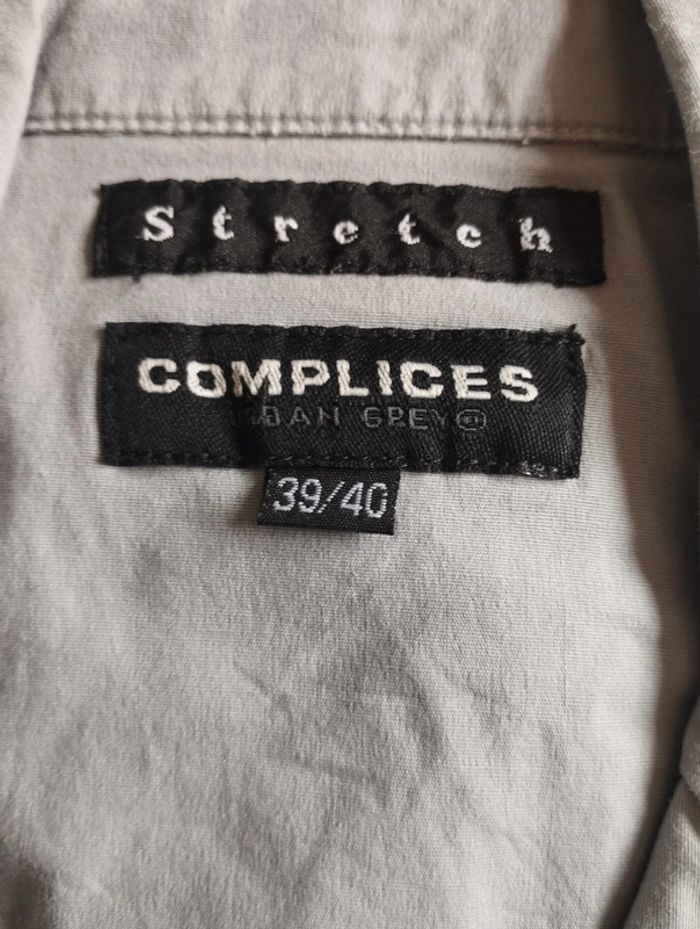 Stretch
COMPLICES
URBAN GREY®
39/40